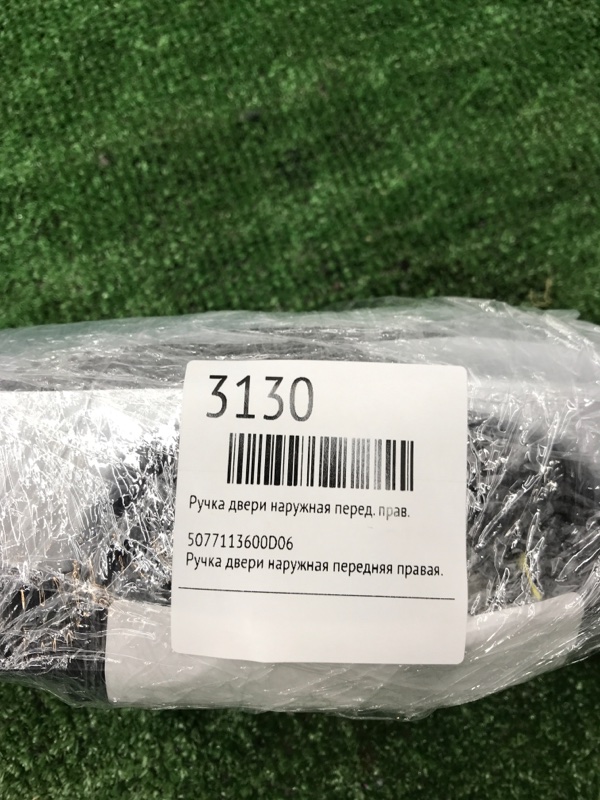 3130
Ручка двери наружная перед. прав.
5077113600D06
Ручка двери наружная передняя правая.